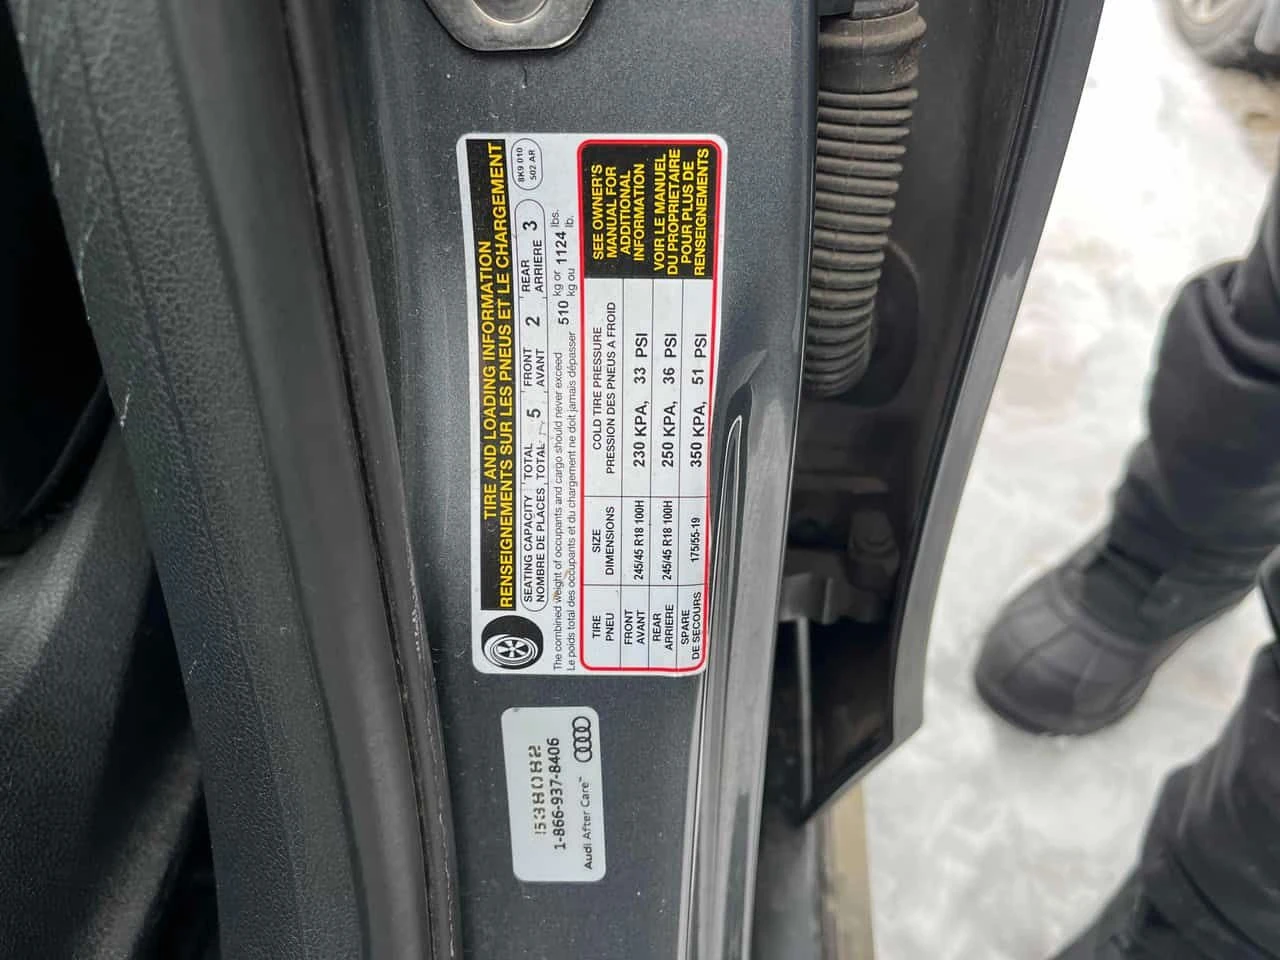 TIRE AND LOADING INFORMATION
RENSEIGNEMENTS SUR LES PNEUS ET LE CHARGEMENT
SEATING CAPACITY TOTAL 5 FRONT 2 REAR 3
NOMBRE DE PLACES TOTAL AVANT ARRIERE
8K9 010
502 AR
The combined weight of occupants and cargo should never exceed 510 kg or 1124 lbs.
Le poids total des occupants et du chargement ne doit jamais dépasser kg ou lb.
TIRE SIZE COLD TIRE PRESSURE
PNEU DIMENSIONS PRESSION DES PNEUS A FROID
FRONT
AVANT 245/45 R18 100H 230 KPA, 33 PSI
REAR
ARRIERE 245/45 R18 100H 250 KPA, 36 PSI
SPARE
DE SECOURS 175/55-19 350 KPA, 51 PSI
SEE OWNER'S
MANUAL FOR
ADDITIONAL
INFORMATION
VOIR LE MANUEL
DU PROPRIETAIRE
POUR PLUS DE
RENSEIGNEMENTS
538082
1-866-937-8406
Audi After Care™